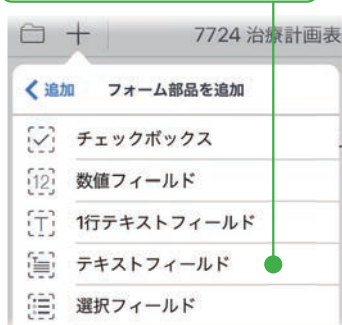 7724 治療計画表
追加 フォーム部品を追加
チェックボックス
12 数値フィールド
T 1行テキストフィールド
テキストフィールド
選択フィールド